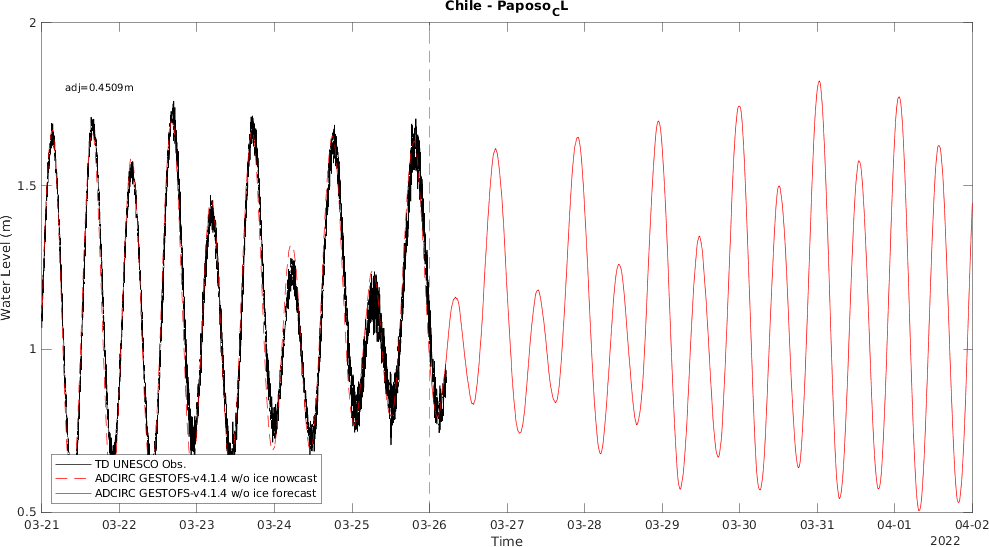 Chile - Paposo_CL
2
adj=0.4509m
1.5
Water Level (m)
1
TD UNESCO Obs.
ADCIRC GESTOFS-v4.1.4 w/o ice nowcast
ADCIRC GESTOFS-v4.1.4 w/o ice forecast
0.5
03-21 03-22 03-23 03-24 03-25 03-26 03-27 03-28 03-29 03-30 03-31 04-01 04-02
Time
2022